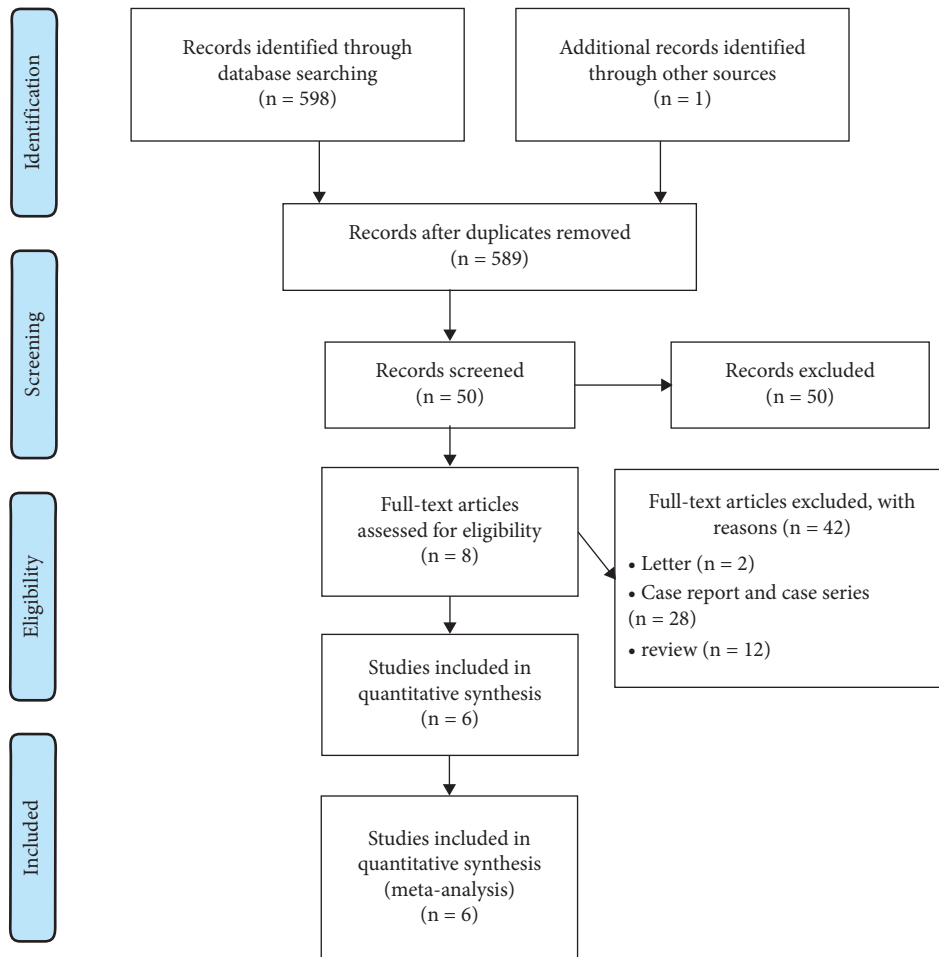 Identification
Records identified through
database searching
(n = 598)
Additional records identified
through other sources
(n = 1)
Records after duplicates removed
(n = 589)
Screening
Records screened
(n = 50)
Records excluded
(n = 50)
Eligibility
Full-text articles
assessed for eligibility
(n = 8)
Full-text articles excluded, with
reasons (n = 42)
• Letter (n = 2)
• Case report and case series
(n = 28)
• review (n = 12)
Studies included in
quantitative synthesis
(n = 6)
Included
Studies included in
quantitative synthesis
(meta-analysis)
(n = 6)